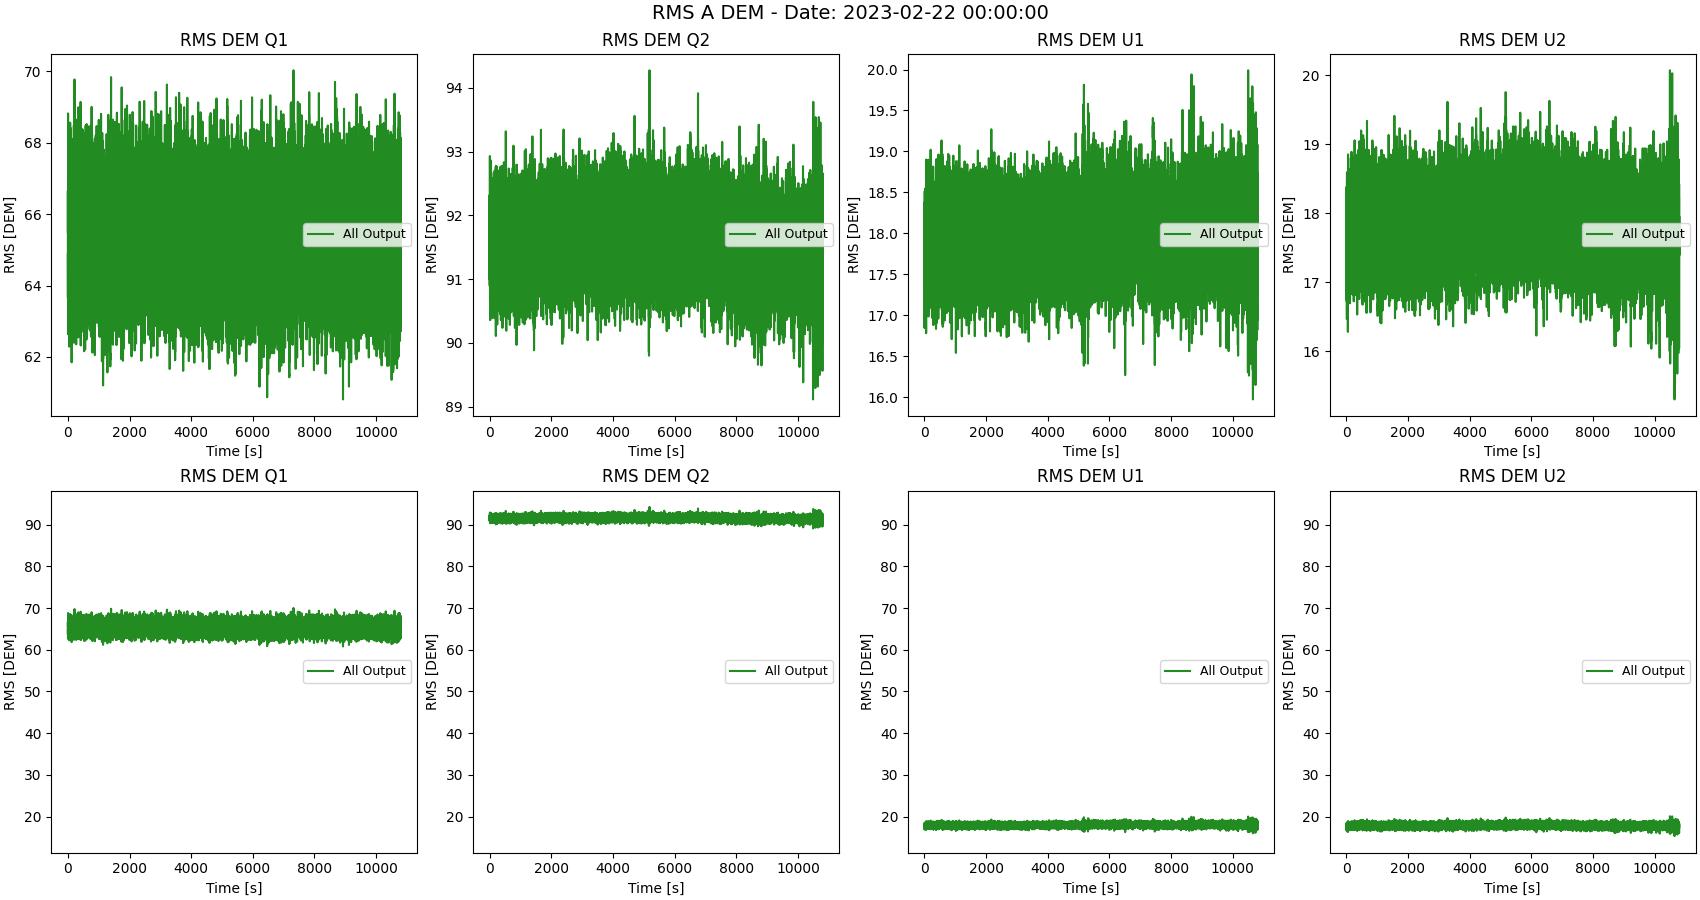 RMS A DEM - Date: 2023-02-22 00:00:00
RMS DEM Q1
RMS [DEM]
70
68
66
64
62
0 2000 4000 6000 8000 10000
Time [s]
All Output
RMS DEM Q2
RMS [DEM]
94
93
92
91
90
89
0 2000 4000 6000 8000 10000
Time [s]
All Output
RMS DEM U1
RMS [DEM]
20.0
19.5
19.0
18.5
18.0
17.5
17.0
16.5
16.0
0 2000 4000 6000 8000 10000
Time [s]
All Output
RMS DEM U2
RMS [DEM]
20
19
18
17
16
0 2000 4000 6000 8000 10000
Time [s]
All Output
RMS DEM Q1
RMS [DEM]
90
80
70
60
50
40
30
20
0 2000 4000 6000 8000 10000
Time [s]
All Output
RMS DEM Q2
RMS [DEM]
90
80
70
60
50
40
30
20
0 2000 4000 6000 8000 10000
Time [s]
All Output
RMS DEM U1
RMS [DEM]
90
80
70
60
50
40
30
20
0 2000 4000 6000 8000 10000
Time [s]
All Output
RMS DEM U2
RMS [DEM]
90
80
70
60
50
40
30
20
0 2000 4000 6000 8000 10000
Time [s]
All Output